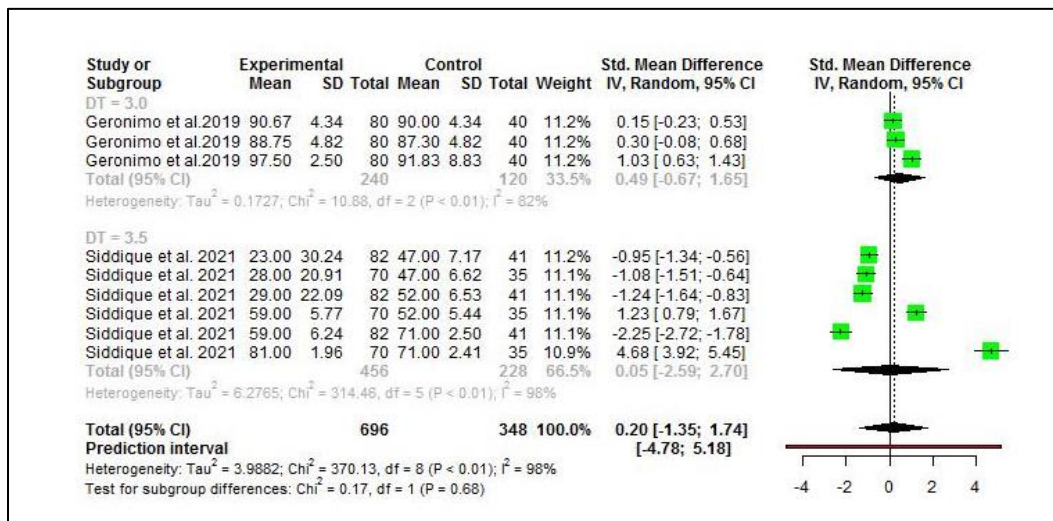 Study or Experimental Control Std. Mean Difference Std. Mean Difference
Subgroup Mean SD Total Mean SD Total Weight IV, Random, 95% CI IV, Random, 95% CI
DT = 3.0
Geronimo et al.2019 90.67 4.34 80 90.00 4.34 40 11.2% 0.15 [-0.23; 0.53]
Geronimo et al.2019 88.75 4.82 80 87.30 4.82 40 11.2% 0.30 [-0.08; 0.68]
Geronimo et al.2019 97.50 2.50 80 91.83 8.83 40 11.2% 1.03 [0.63; 1.43]
Total (95% CI) 240 120 33.5% 0.49 [-0.67; 1.65]
Heterogeneity: Tau² = 0.1727; Chi² = 10.88, df = 2 (P < 0.01); I² = 82%
DT = 3.5
Siddique et al. 2021 23.00 30.24 82 47.00 7.17 41 11.2% -0.95 [-1.34; -0.56]
Siddique et al. 2021 28.00 20.91 70 47.00 6.62 35 11.1% -1.08 [-1.51; -0.64]
Siddique et al. 2021 29.00 22.09 82 52.00 6.53 41 11.1% -1.24 [-1.64; -0.83]
Siddique et al. 2021 59.00 5.77 70 52.00 5.44 35 11.1% 1.23 [0.79; 1.67]
Siddique et al. 2021 59.00 6.24 82 71.00 2.50 41 11.1% -2.25 [-2.72; -1.78]
Siddique et al. 2021 81.00 1.96 70 71.00 2.41 35 10.9% 4.68 [3.92; 5.45]
Total (95% CI) 456 228 66.5% 0.05 [-2.59; 2.70]
Heterogeneity: Tau² = 6.2765; Chi² = 314.46, df = 5 (P < 0.01); I² = 98%
Total (95% CI) 696 348 100.0% 0.20 [-1.35; 1.74]
Prediction interval [-4.78; 5.18]
Heterogeneity: Tau² = 3.9882; Chi² = 370.13, df = 8 (P < 0.01); I² = 98%
Test for subgroup differences: Chi² = 0.17, df = 1 (P = 0.68)
-4 -2 0 2 4